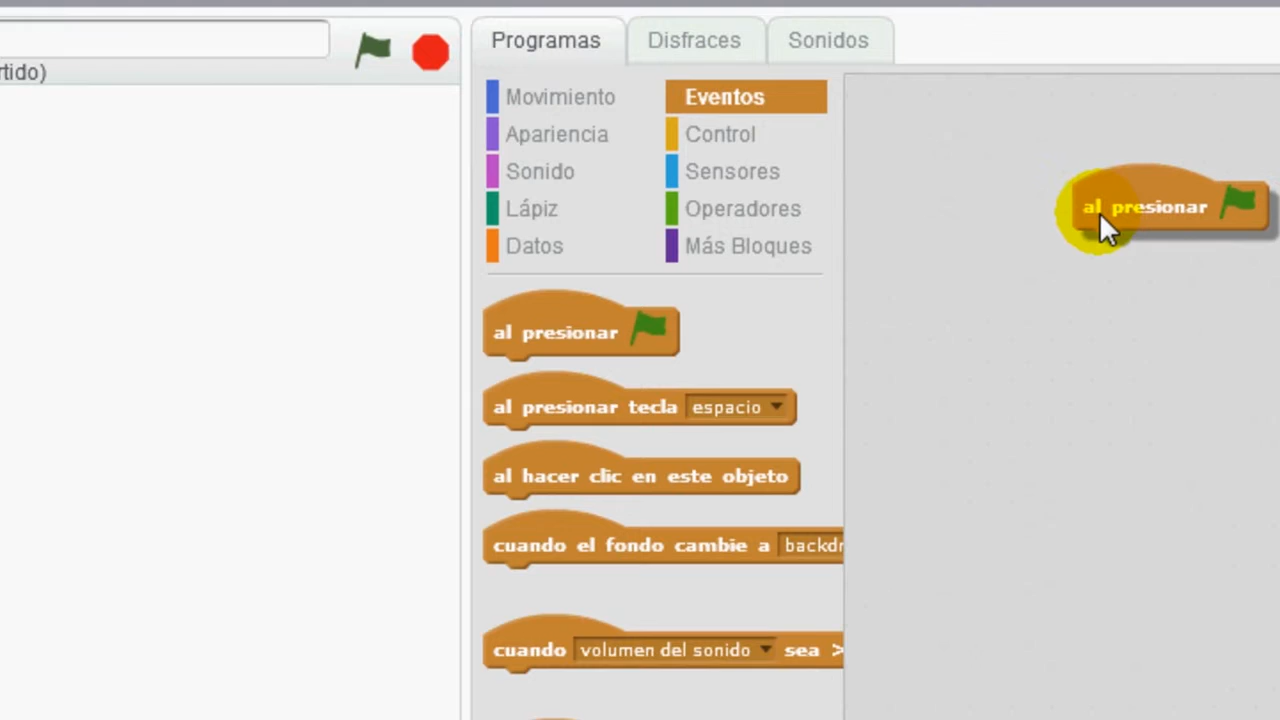 rtido)
Programas
Disfraces
Sonidos
Movimiento
Eventos
Apariencia
Control
Sonido
Sensores
Lápiz
Operadores
Datos
Más Bloques
al presionar
al presionar
al presionar tecla espacio
al hacer clic en este objeto
cuando el fondo cambie a backdr
cuando volumen del sonido sea >